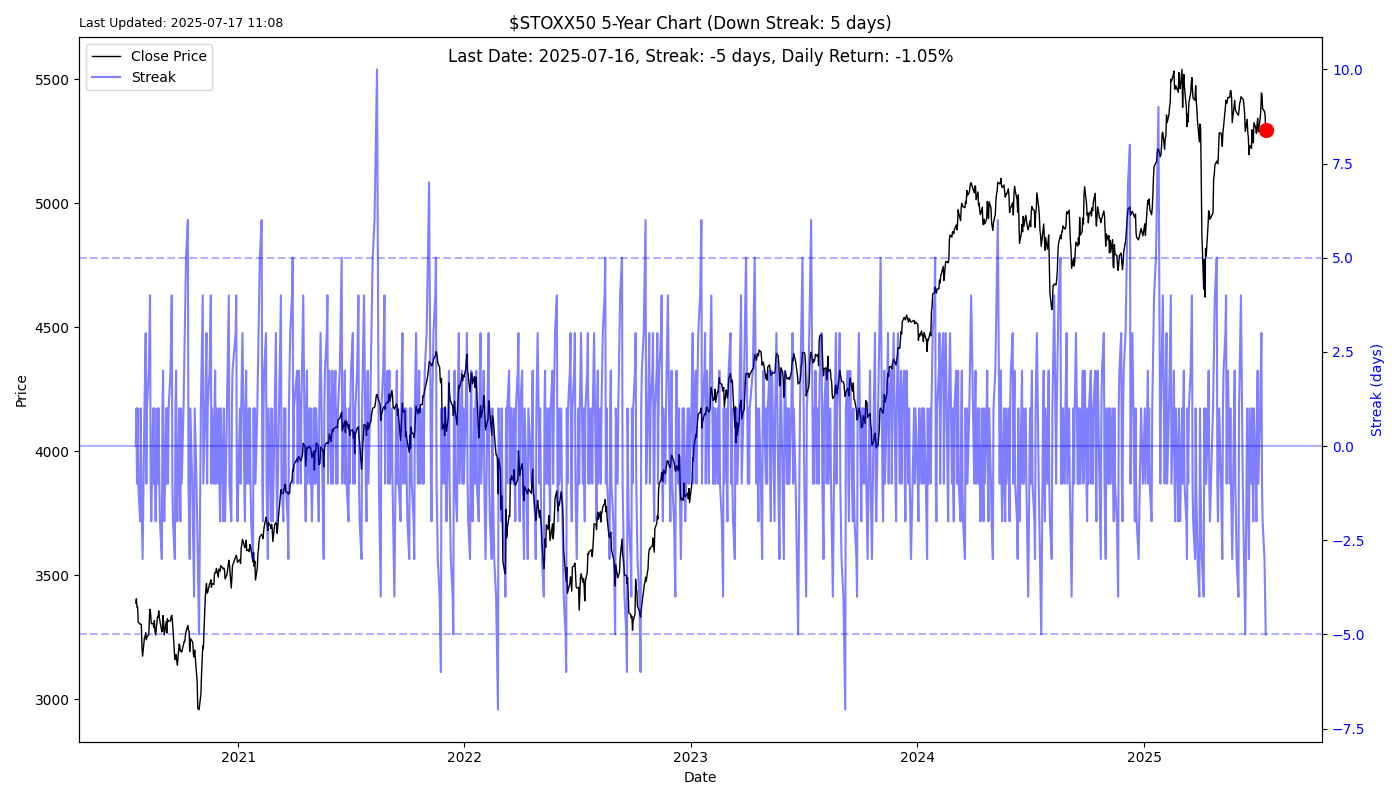 Last Updated: 2025-07-17 11:08
$STOXX50 5-Year Chart (Down Streak: 5 days)
Last Date: 2025-07-16, Streak: -5 days, Daily Return: -1.05%
Close Price
Streak
5500
5000
4500
4000
3500
3000
Price
10.0
7.5
5.0
2.5
0.0
−2.5
−5.0
−7.5
Streak (days)
2021
2022
2023
2024
2025
Date